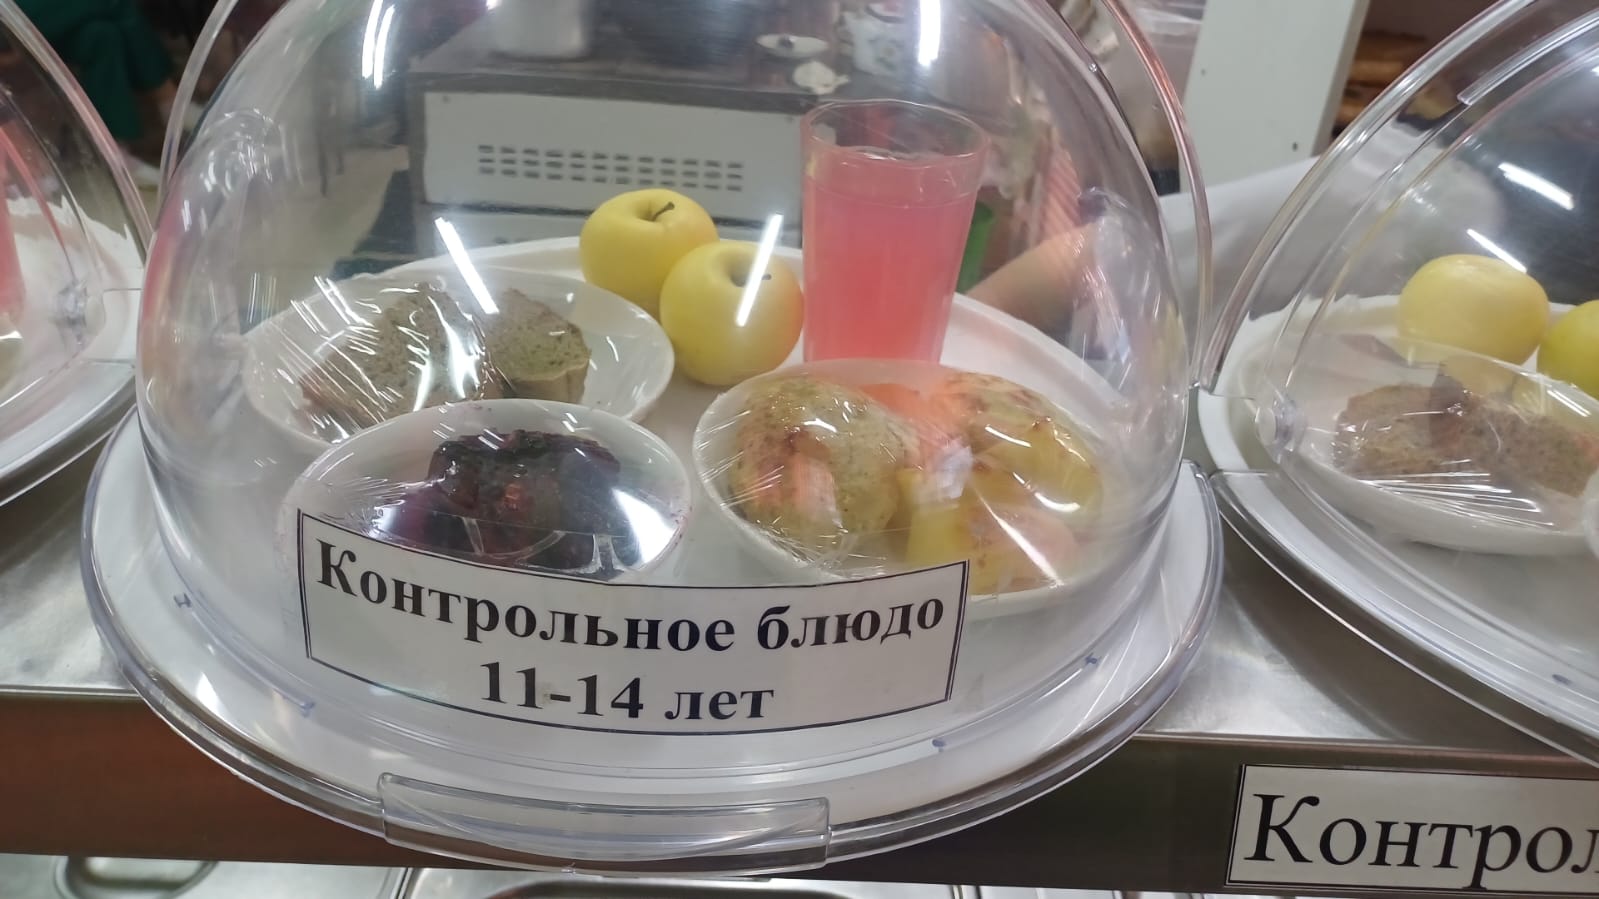 Контрольное блюдо
11-14 лет
Контрол